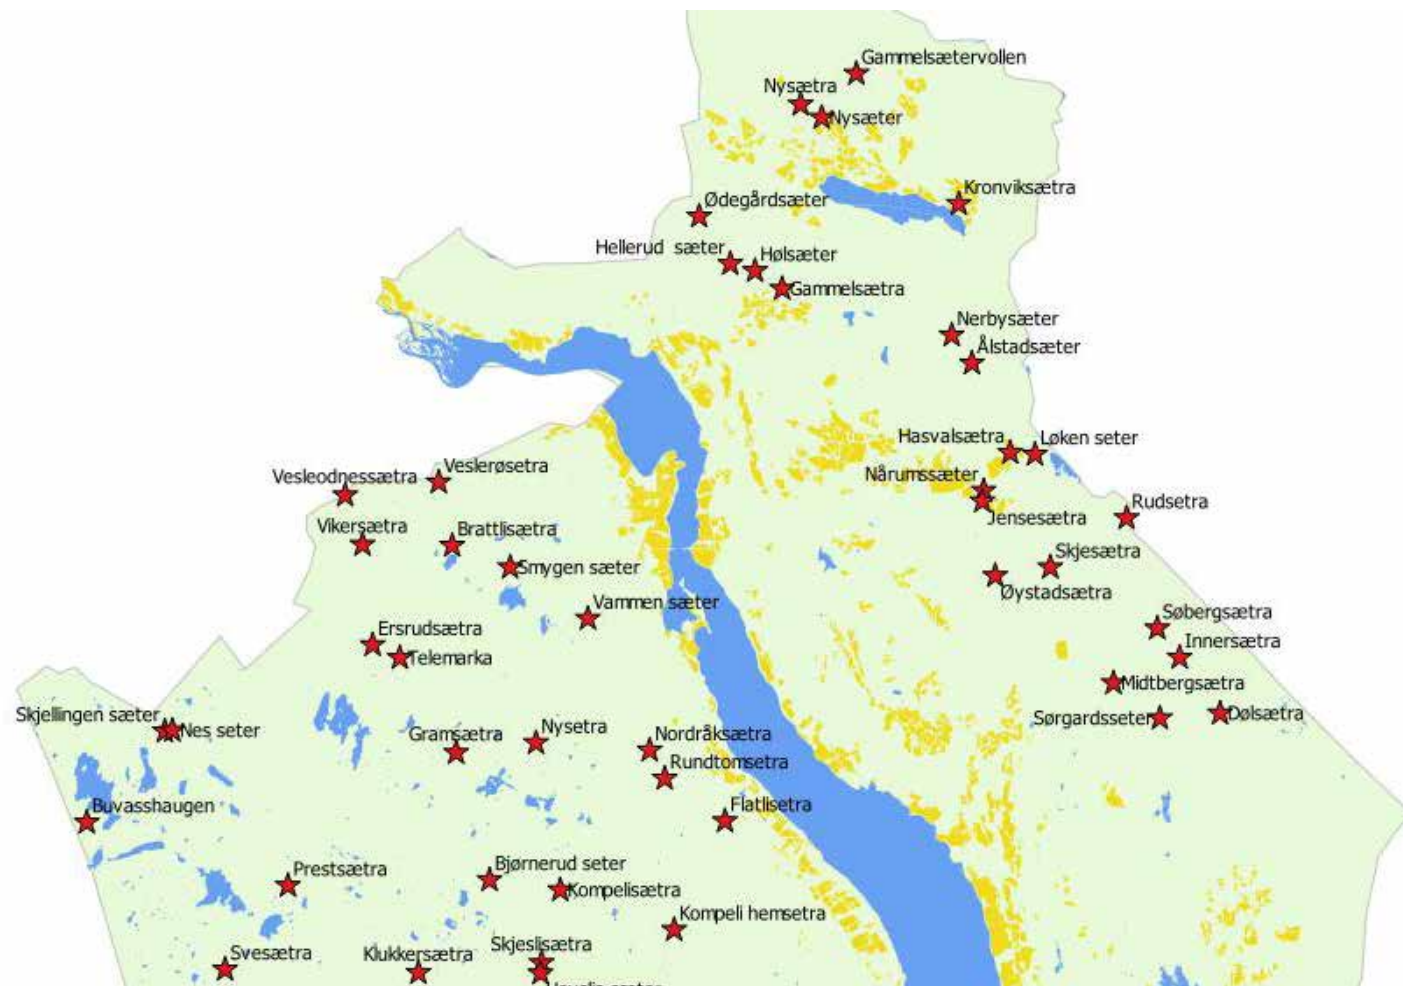 Gammelsætervollen
Nysætra
Nysæter
Kronviksætra
Ødegårdsæter
Hellerud sæter
Hølsæter
Gammelsætra
Nerbysæter
Ålstadsæter
Hasvalsætra
Løken seter
Nårumssæter
Veslerøsetra
Vesleodnessætra
Jensesætra
Rudsetra
Vikersætra
Brattlisætra
Skjesætra
Smygen sæter
Øystadsætra
Vammen sæter
Søbergsætra
Ersrudsætra
Innersætra
Telemarka
Midtbergsætra
Skjellingen sæter
Nes seter
Sørgardsseter
Dølsætra
Gramsætra
Nysetra
Nordråksætra
Rundtomsetra
Buvasshaugen
Flatlisetra
Prestsætra
Bjørnerud seter
Kompelisætra
Kompeli hemsetra
Svesætra
Klukkersætra
Skjeslisætra